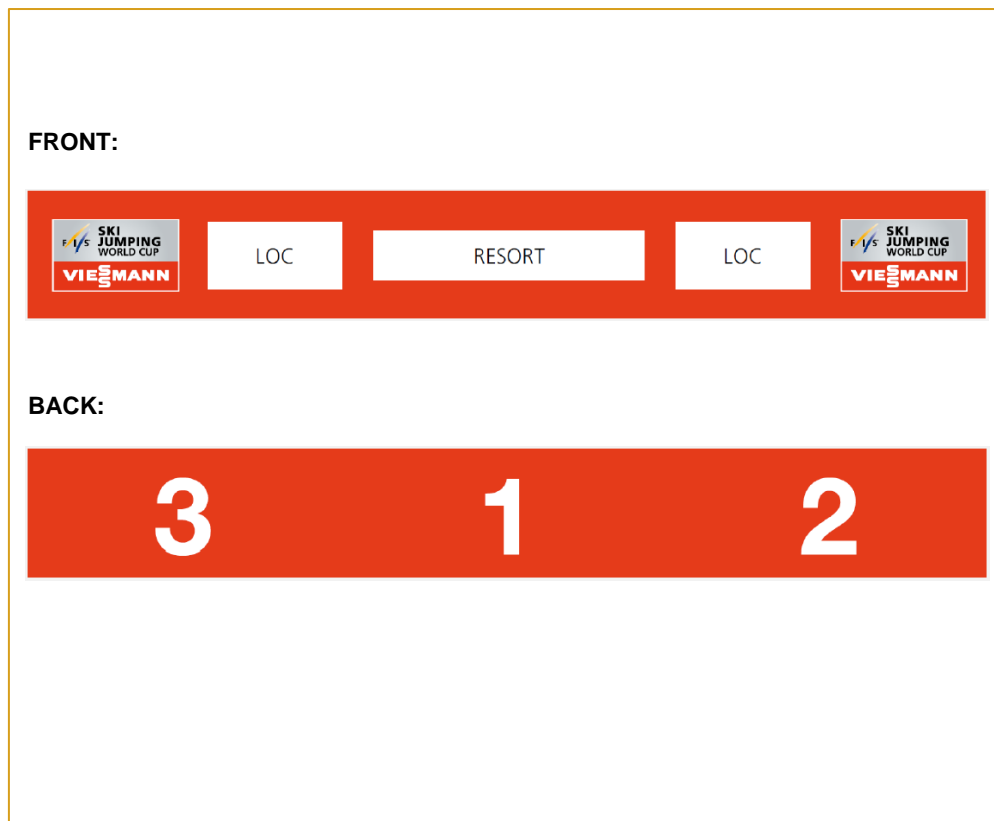 FRONT:
FIS SKI JUMPING WORLD CUP
VIESSMANN
LOC
RESORT
LOC
FIS SKI JUMPING WORLD CUP
VIESSMANN
BACK:
3 1 2